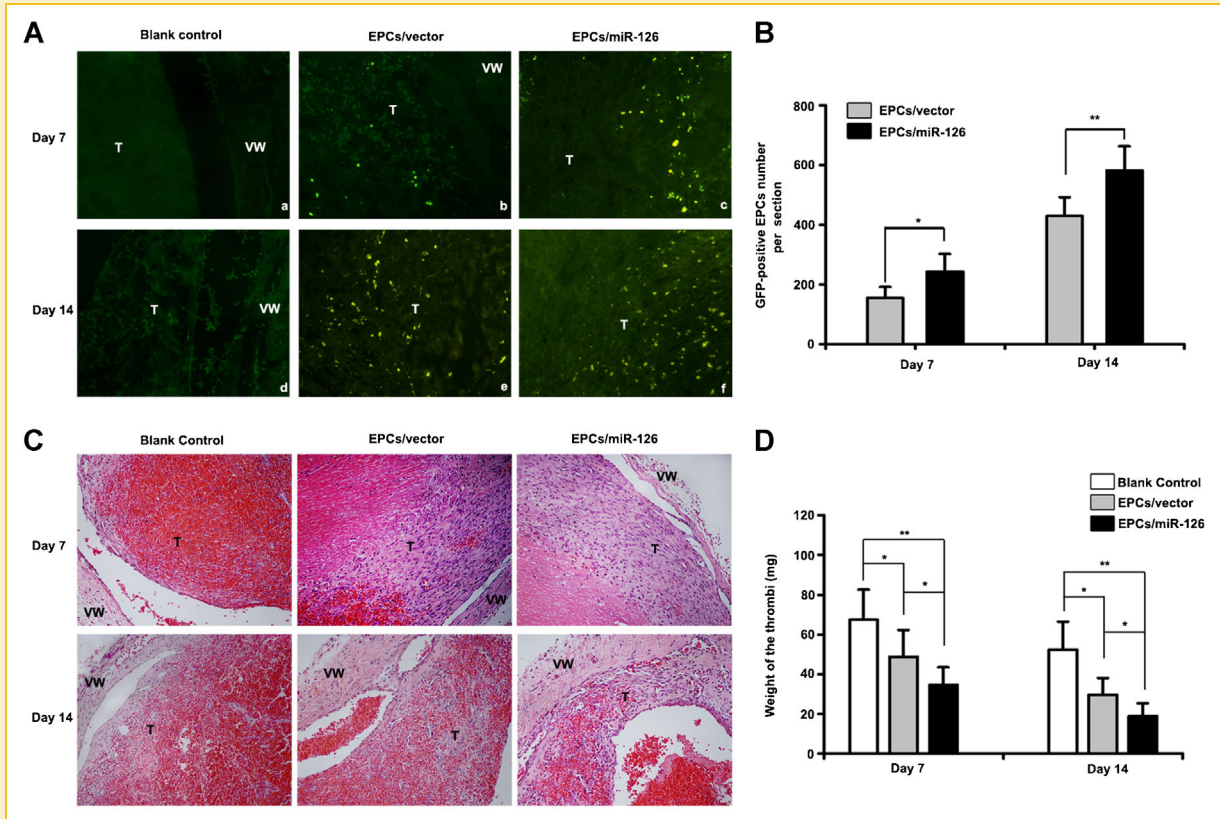 A
Blank control EPCs/vector EPCs/miR-126
Day 7
T VW a
T VW b
T c
Day 14
T VW d
T e
T f
B
EPCs/vector
EPCs/miR-126
GFP-positive EPCs number
per section
800
600
400
200
0
* **
Day 7 Day 14
C
Blank Control EPCs/vector EPCs/miR-126
Day 7
T VW
T VW
VW T
Day 14
VW T
VW T
VW T
D
Blank Control
EPCs/vector
EPCs/miR-126
Weight of the thrombi (mg)
120
100
80
60
40
20
0
** * *
** * *
Day 7 Day 14